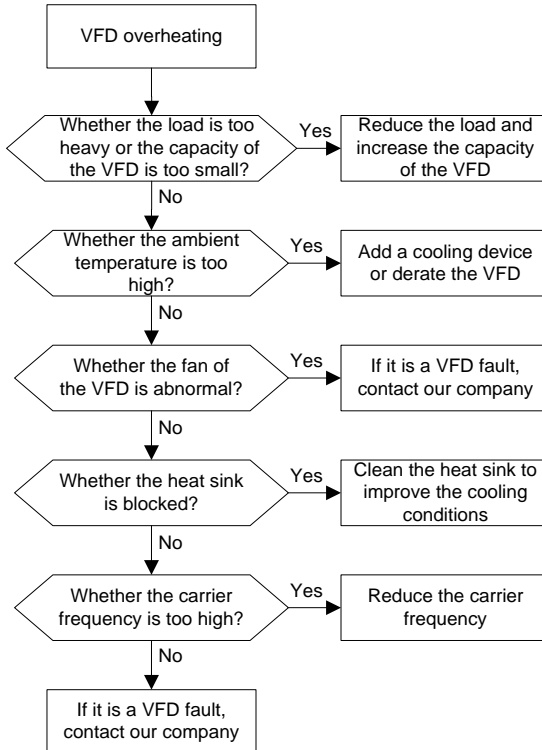 VFD overheating
Whether the load is too
heavy or the capacity of
the VFD is too small?
Yes
Reduce the load and
increase the capacity
of the VFD
No
Whether the ambient
temperature is too
high?
Yes
Add a cooling device
or derate the VFD
No
Whether the fan of
the VFD is abnormal?
Yes
If it is a VFD fault,
contact our company
No
Whether the heat sink
is blocked?
Yes
Clean the heat sink to
improve the cooling
conditions
No
Whether the carrier
frequency is too high?
Yes
Reduce the carrier
frequency
No
If it is a VFD fault,
contact our company